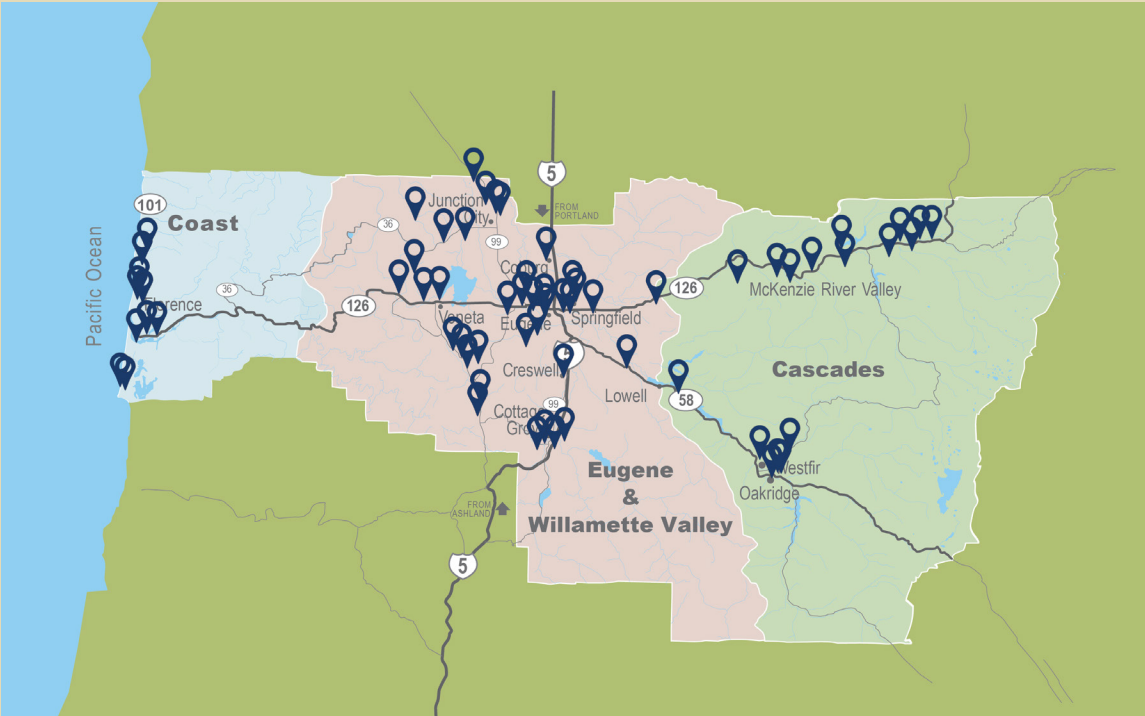 5
FROM
PORTLAND
101
Coast
Junction
City
36
99
Pacific Ocean
Coburg
36
126
126
McKenzie River Valley
Florence
Veneta
Eugene
Springfield
5
Creswell
Cascades
Lowell
58
99
Cottage
Grove
Eugene
&
Willamette Valley
Westfir
Oakridge
FROM
ASHLAND
5